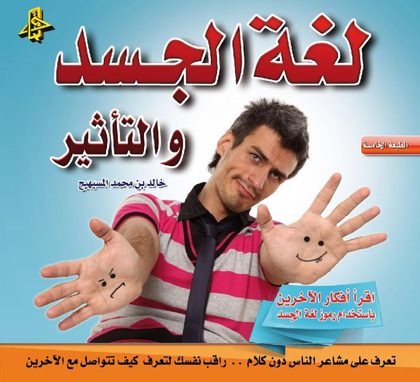 لغة الجسد
والتأثير
خالد بن محمد المسيهيج
الطبعة الخامسة
اقرأ أفكار الآخرين
باستخدام رموز لغة الجسد
تعرف على مشاعر الناس دون كلام .. راقب نفسك لتعرف كيف تتواصل مع الآخرين